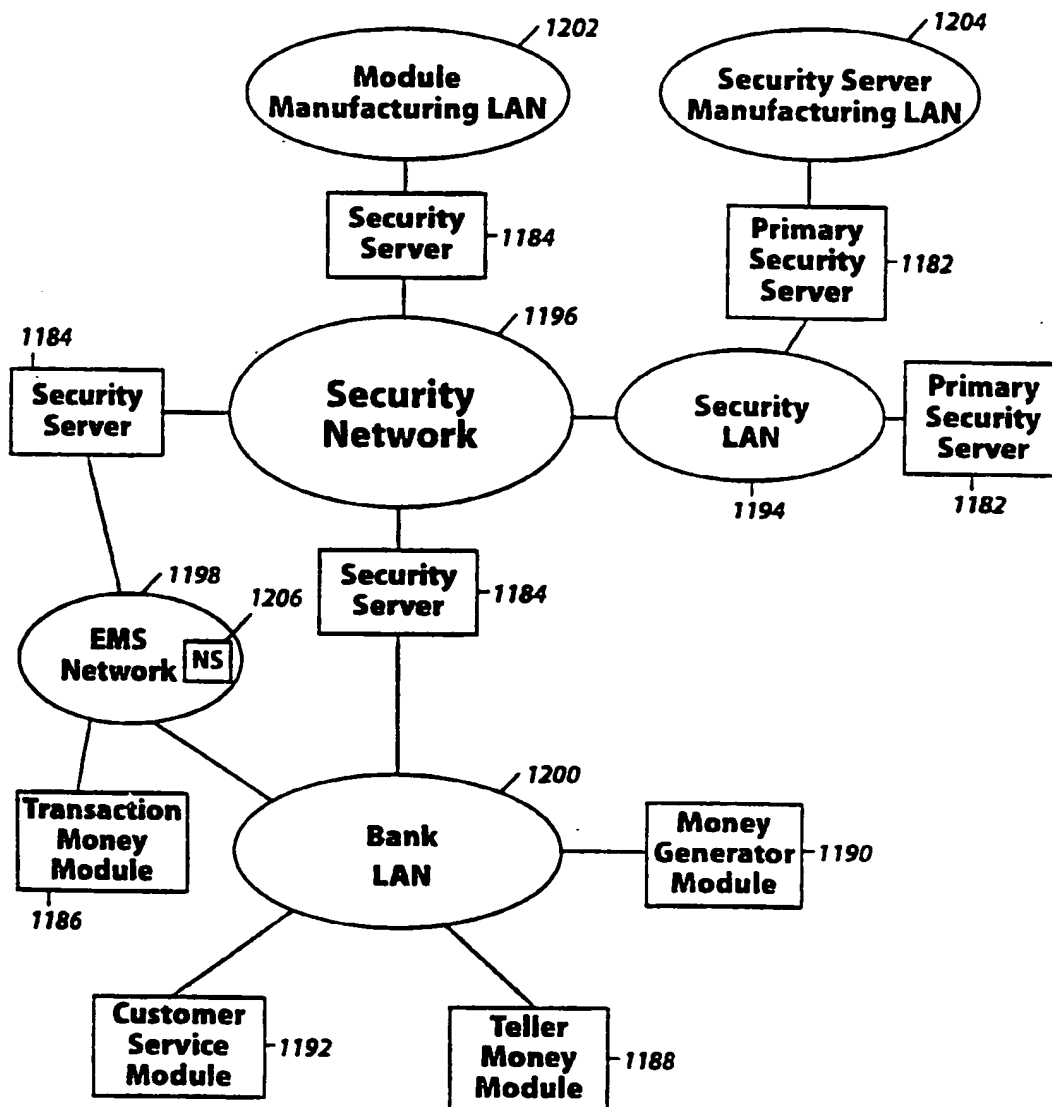 1202
1204
Module
Manufacturing LAN
Security Server
Manufacturing LAN
Security
Server
1184
Primary
Security
Server
1182
1196
1184
Security
Server
Security
Network
Security
LAN
1194
Primary
Security
Server
1182
Security
Server
1184
1198
1206
EMS
Network
NS
1200
Transaction
Money
Module
1186
Bank
LAN
Money
Generator
Module
1190
Customer
Service
Module
1192
Teller
Money
Module
1188